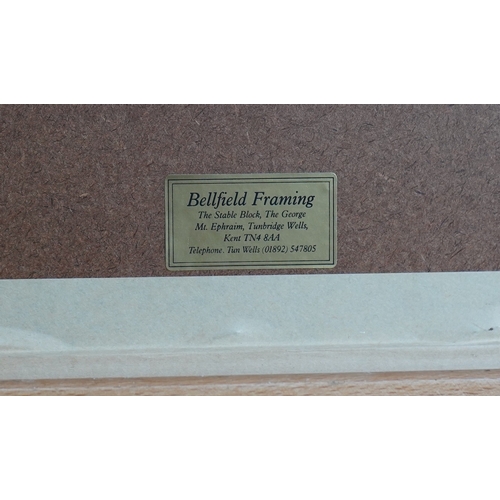 Bellfield Framing
The Stable Block, The George
Mt. Ephraim, Tunbridge Wells,
Kent TN4 8AA
Telephone. Tun Wells (01892) 547805